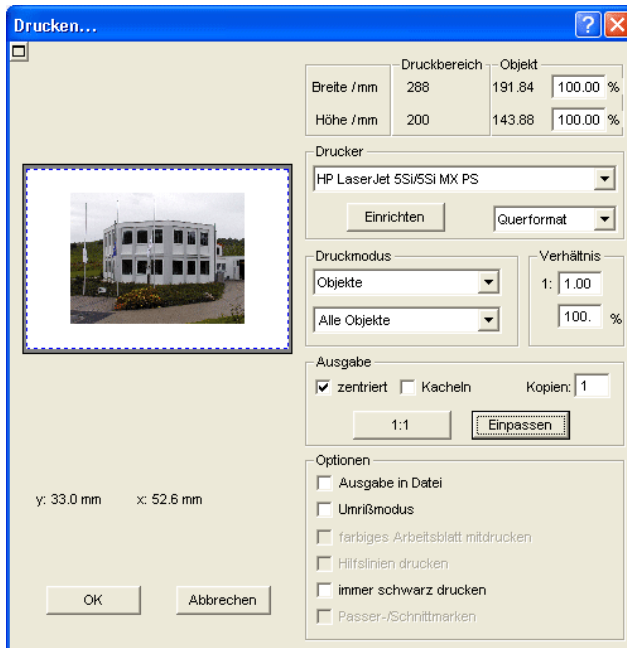 Drucken...
Druckbereich Objekt
Breite /mm 288 191.84 100.00 %
Höhe /mm 200 143.88 100.00 %
Drucker
HP LaserJet 5Si/5Si MX PS
Einrichten Querformat
Druckmodus Verhältnis
Objekte 1: 1.00
Alle Objekte 100. %
Ausgabe
zentriert Kacheln Kopien: 1
1:1 Einpassen
Optionen
Ausgabe in Datei
Umrißmodus
farbiges Arbeitsblatt mitdrucken
Hilfslinien drucken
immer schwarz drucken
Passer-/Schnittmarken
y: 33.0 mm x: 52.6 mm
OK Abbrechen